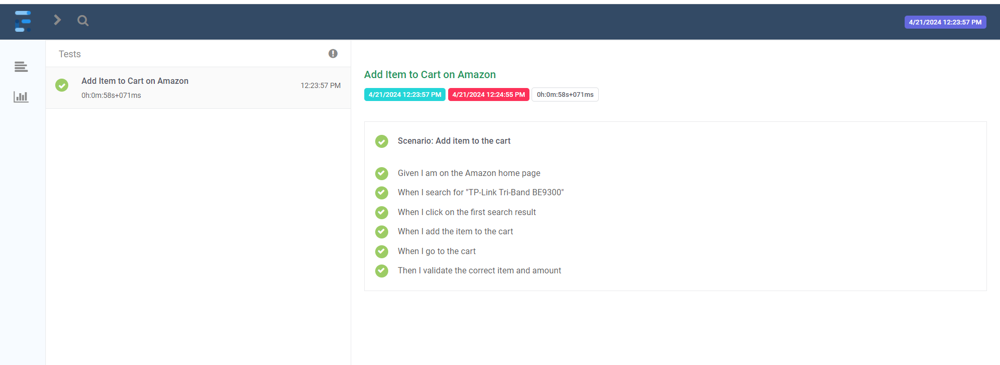 4/21/2024 12:23:57 PM
Tests
Add Item to Cart on Amazon
12:23:57 PM
0h:0m:58s+071ms
Add Item to Cart on Amazon
4/21/2024 12:23:57 PM 4/21/2024 12:24:55 PM 0h:0m:58s+071ms
Scenario: Add item to the cart
Given I am on the Amazon home page
When I search for "TP-Link Tri-Band BE9300"
When I click on the first search result
When I add the item to the cart
When I go to the cart
Then I validate the correct item and amount